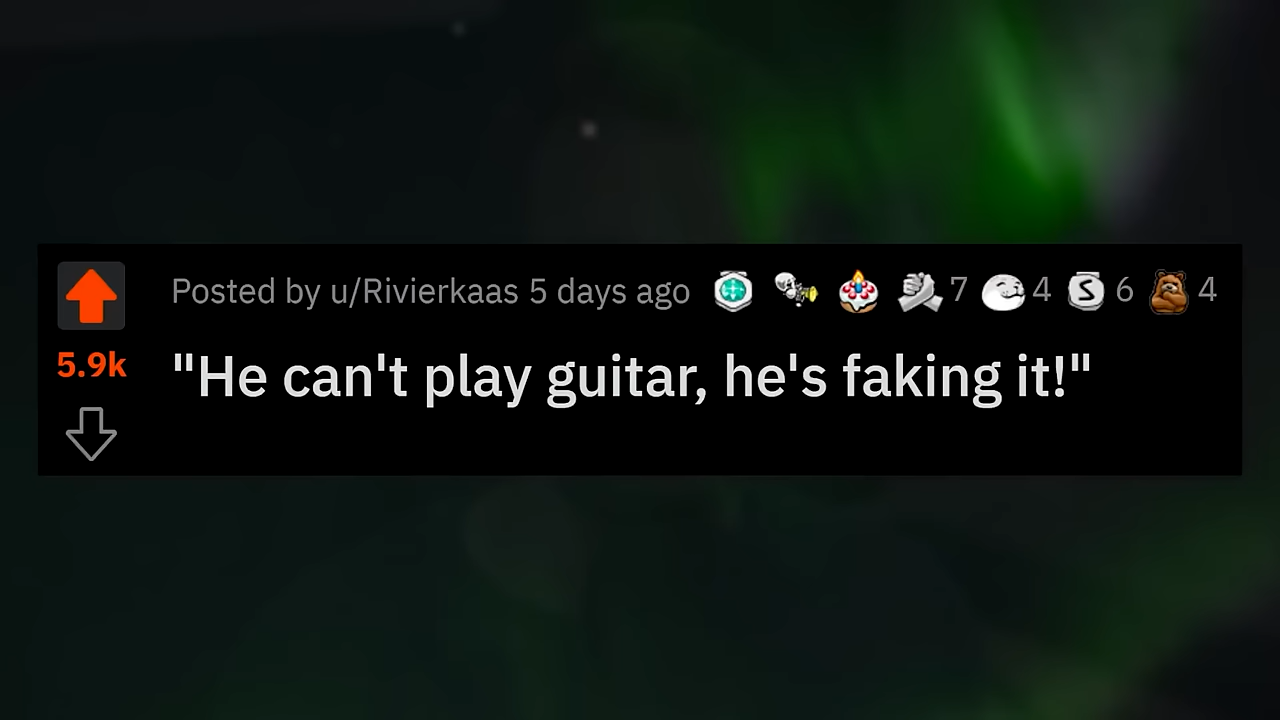 Posted by u/Rivierkaas 5 days ago 7 4 S 6 4
5.9k
"He can't play guitar, he's faking it!"